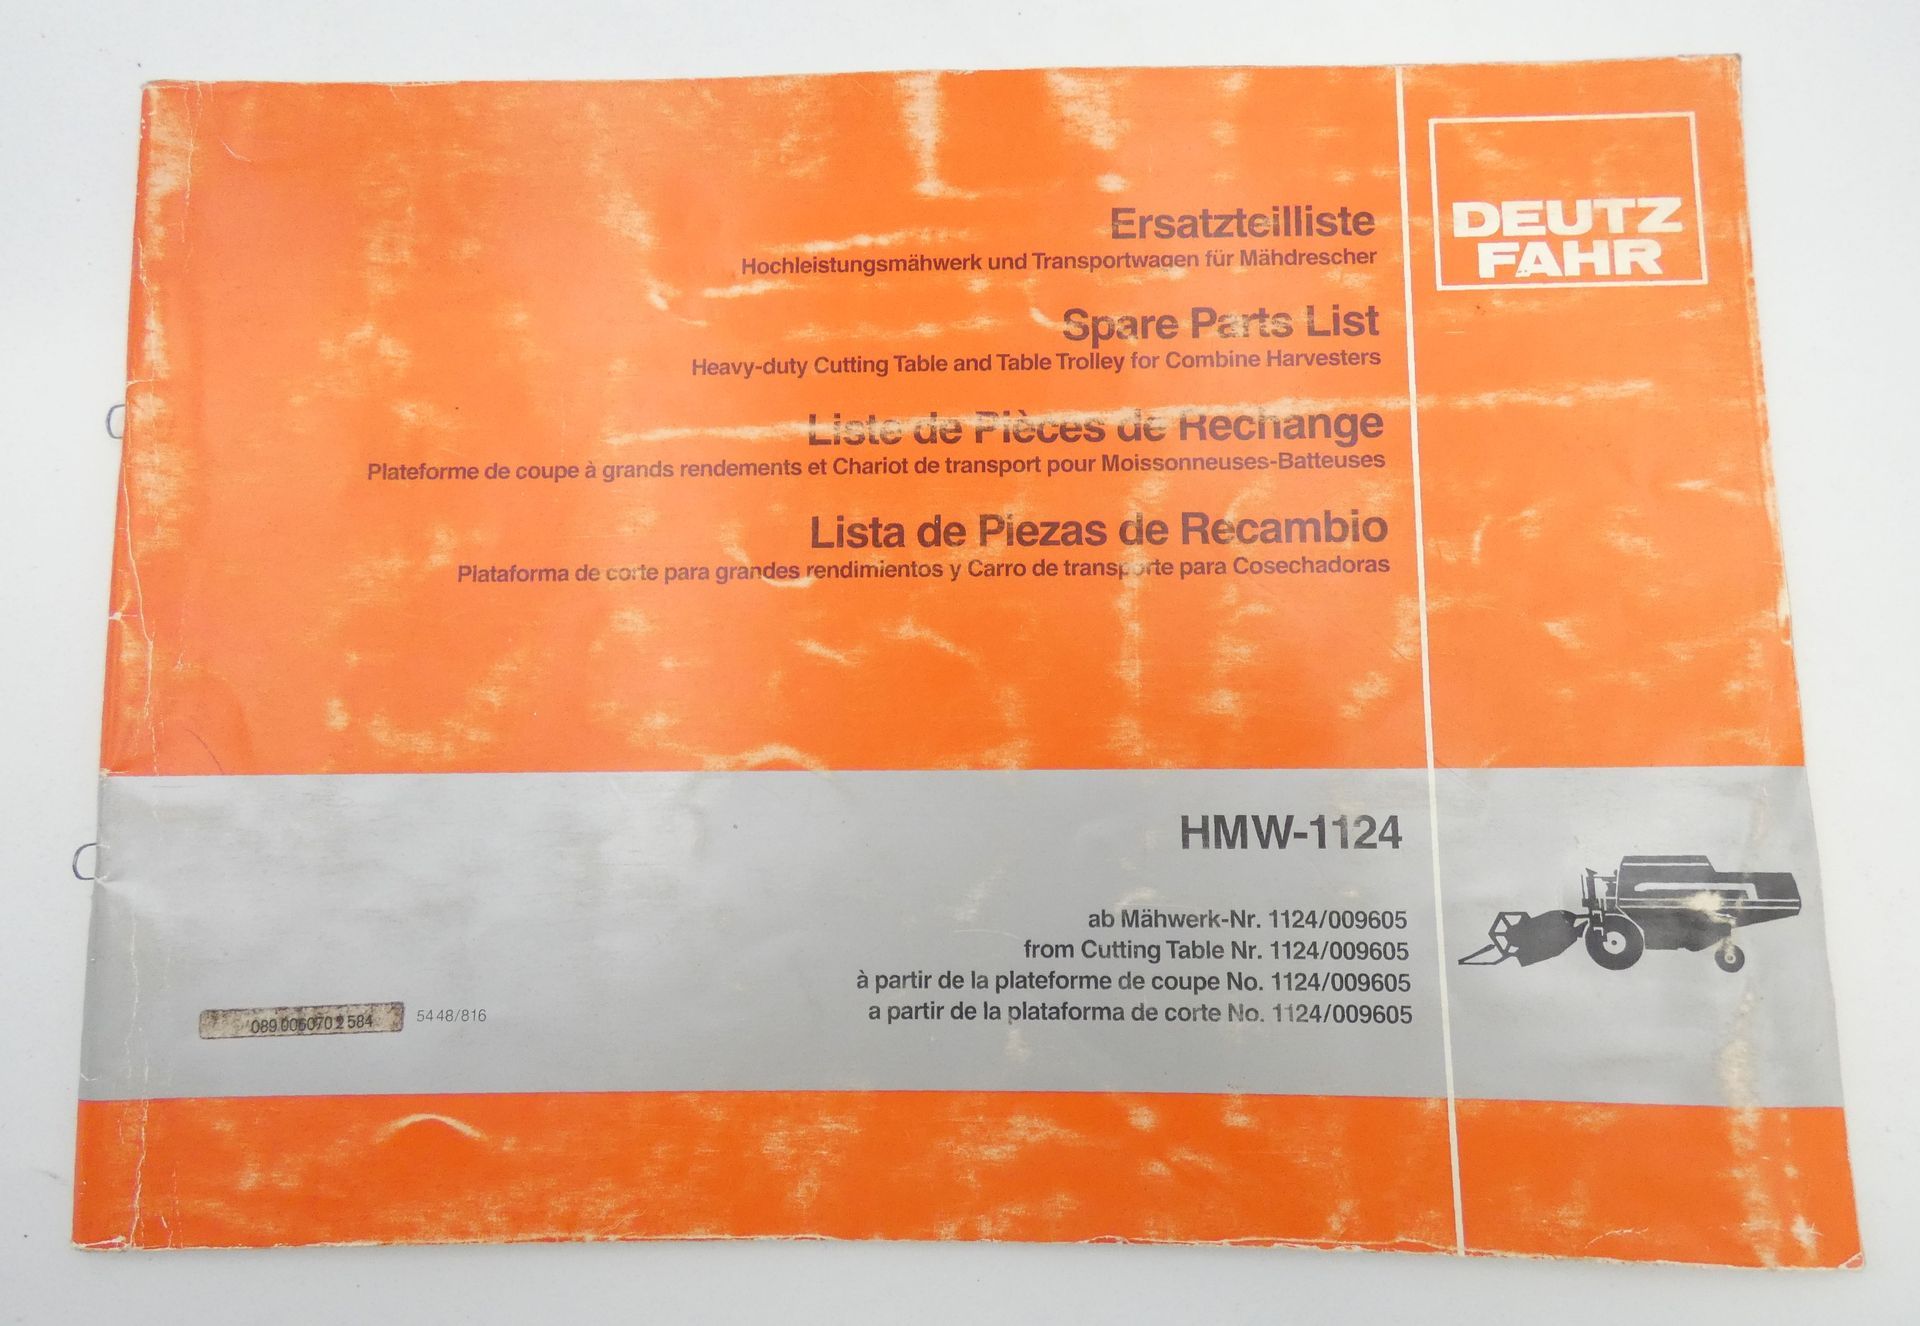 DEUTZ
FAHR
Ersatzteilliste
Hochleistungsmähwerk und Transportwagen für Mähdrescher
Spare Parts List
Heavy-duty Cutting Table and Table Trolley for Combine Harvesters
Liste de Pièces de Rechange
Plateforme de coupe à grands rendements et Chariot de transport pour Moissonneuses-Batteuses
Lista de Piezas de Recambio
Plataforma de corte para grandes rendimientos y Carro de transporte para Cosechadoras
HMW-1124
ab Mähwerk-Nr. 1124/009605
from Cutting Table Nr. 1124/009605
à partir de la plateforme de coupe No. 1124/009605
a partir de la plataforma de corte No. 1124/009605
54 48/816